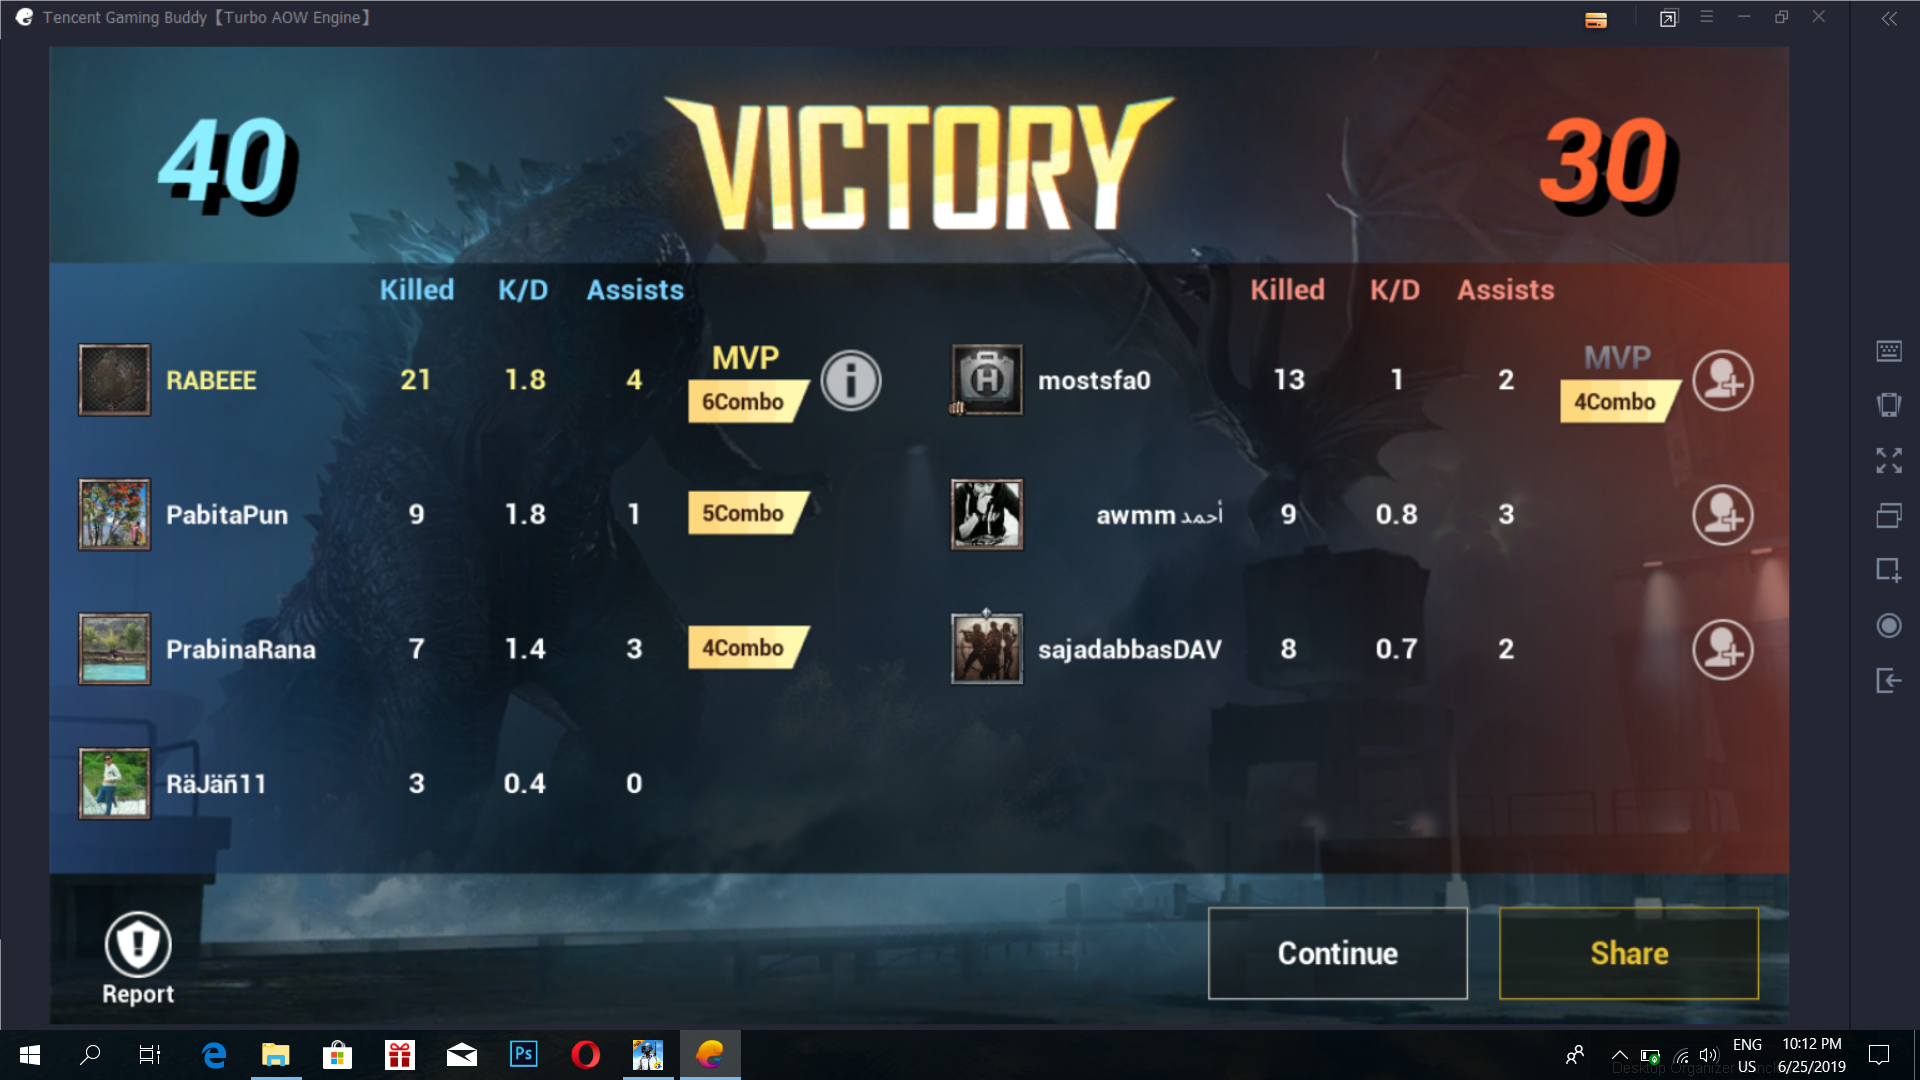 Tencent Gaming Buddy【Turbo AOW Engine】
40
VICTORY
30
Killed K/D Assists
Killed K/D Assists
RABEEE 21 1.8 4 MVP 6Combo
mostsfa0 13 1 2 MVP 4Combo
PabitaPun 9 1.8 1 5Combo
awmm أحمد 9 0.8 3
PrabinaRana 7 1.4 3 4Combo
sajadabbasDAV 8 0.7 2
RäJäñ11 3 0.4 0
Report
Continue
Share
Ps
ENG
US
10:12 PM
6/25/2019
Desktop Organizer